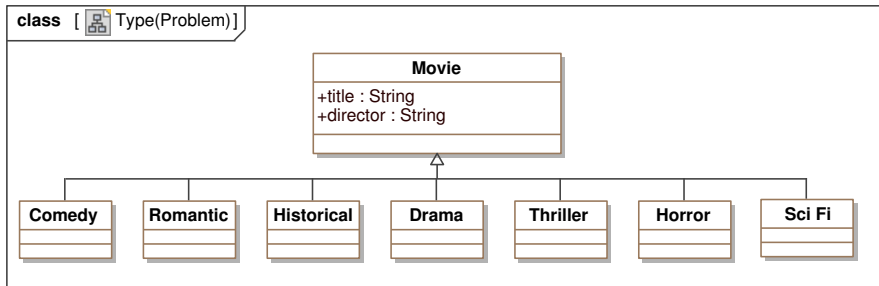 class [ Type(Problem)]
Movie
+title : String
+director : String
Comedy
Romantic
Historical
Drama
Thriller
Horror
Sci Fi